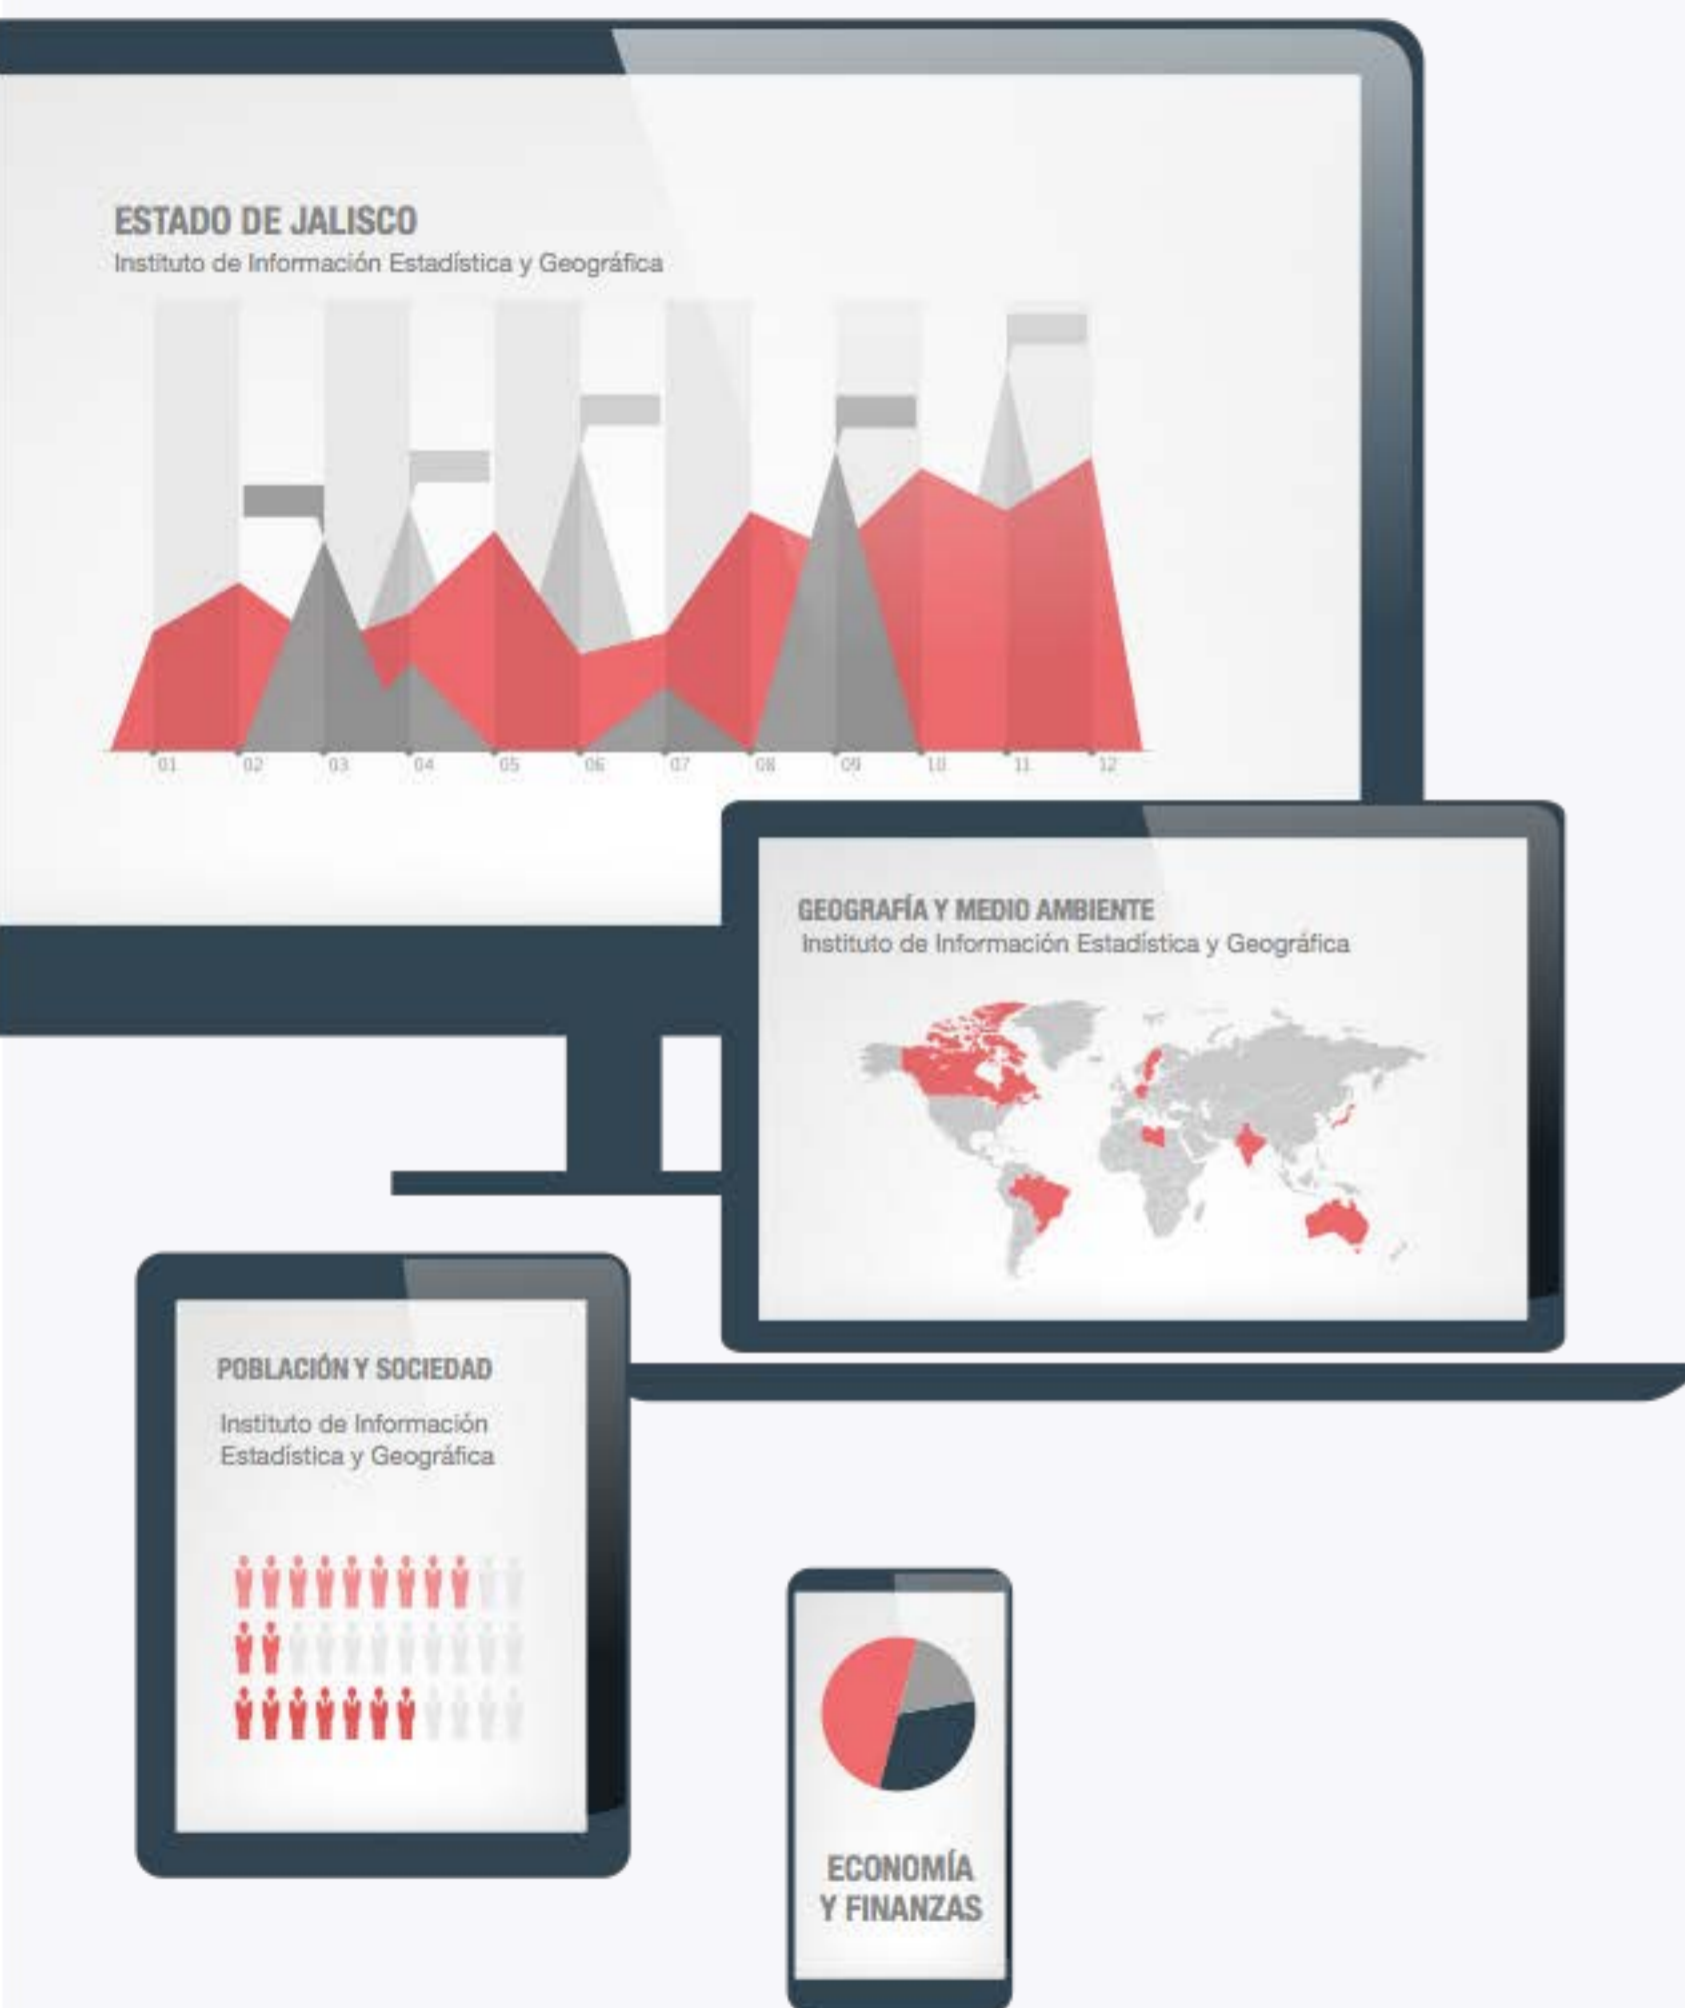 ESTADO DE JALISCO
Instituto de Información Estadística y Geográfica
01 02 03 04 05 06 07 08 09 10 11 12
GEOGRAFÍA Y MEDIO AMBIENTE
Instituto de Información Estadística y Geográfica
POBLACIÓN Y SOCIEDAD
Instituto de Información
Estadística y Geográfica
ECONOMÍA
Y FINANZAS